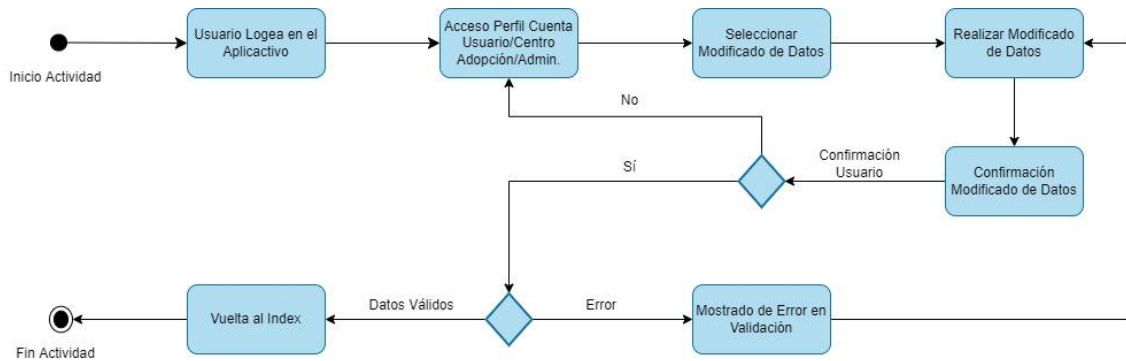 Usuario Logea en el
Aplicactivo
Acceso Perfil Cuenta
Usuario/Centro
Adopción/Admin.
Seleccionar
Modificado de Datos
Realizar Modificado
de Datos
Inicio Actividad
No
Confirmación
Usuario
Sí
Confirmación
Modificado de Datos
Datos Válidos
Error
Vuelta al Index
Mostrado de Error en
Validación
Fin Actividad